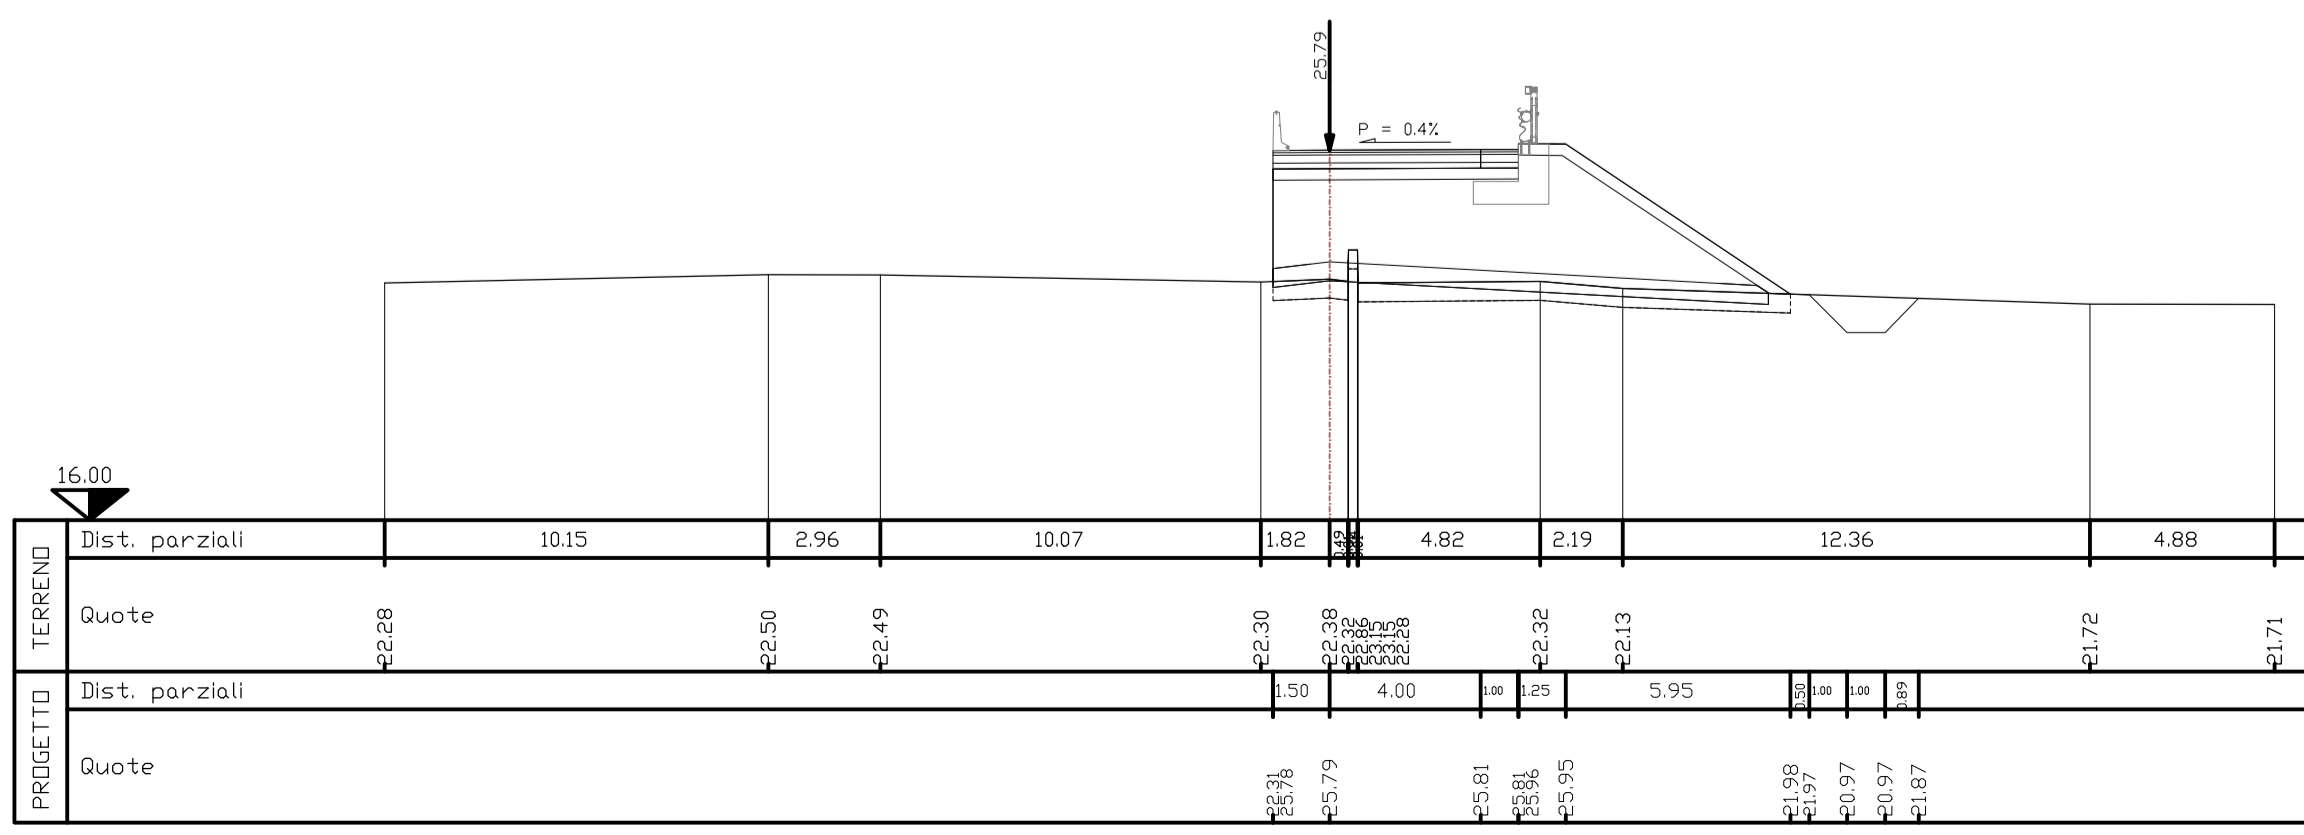 25.79
P = 0.4%
16.00
TERRENO
Dist. parziali
10.15 2.96 10.07 1.82 0.49 4.82 2.19 12.36 4.88
Quote
22.28 22.50 22.49 22.30 22.38 22.32 22.86 23.15 23.15 22.28 22.32 22.13 21.72 21.71
PROGETTO
Dist. parziali
1.50 4.00 1.00 1.25 5.95 0.50 1.00 1.00 0.89
Quote
22.31 25.78 25.79 25.81 25.81 25.96 25.95 21.98 21.97 20.97 20.97 21.87